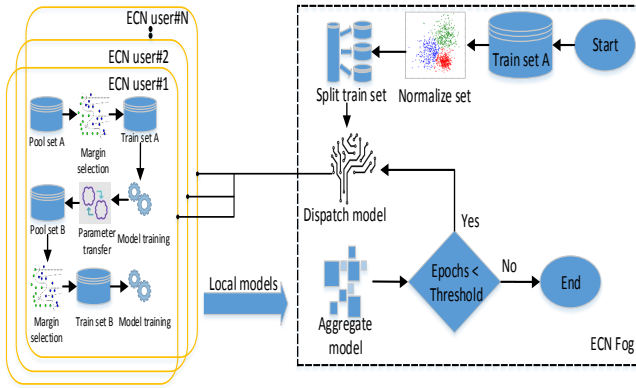 ECN user#N
ECN user#2
ECN user#1
Pool set A
Margin
selection
Train set A
Pool set B
Parameter
transfer
Model training
Margin
selection
Train set B
Model training
Local models
Start
Train set A
Normalize set
Split train set
Dispatch model
Yes
Epochs <
Threshold
No
End
Aggregate
model
ECN Fog